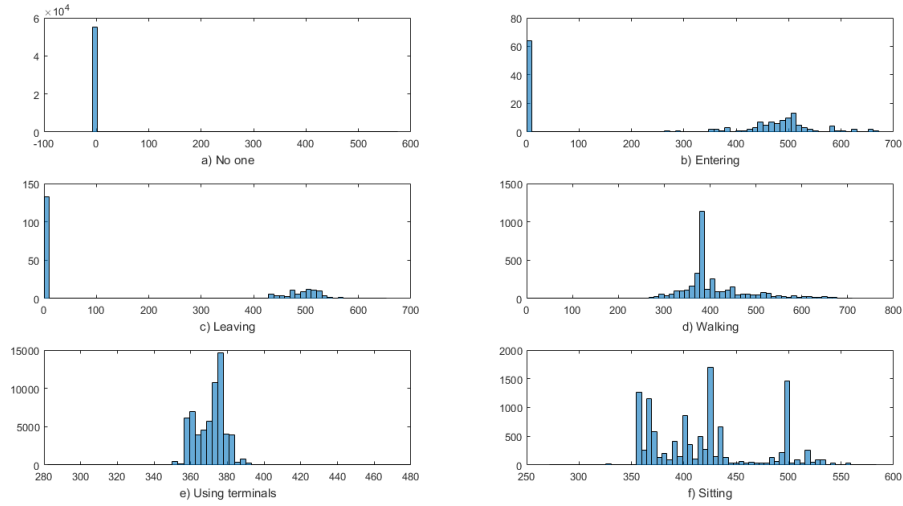 ×10^4
6
4
2
0
-100 0 100 200 300 400 500 600
a) No one
80
60
40
20
0
0 100 200 300 400 500 600 700
b) Entering
150
100
50
0
0 100 200 300 400 500 600 700
c) Leaving
1500
1000
500
0
0 100 200 300 400 500 600 700 800
d) Walking
15000
10000
5000
0
280 300 320 340 360 380 400 420 440 460 480
e) Using terminals
2000
1500
1000
500
0
250 300 350 400 450 500 550 600
f) Sitting